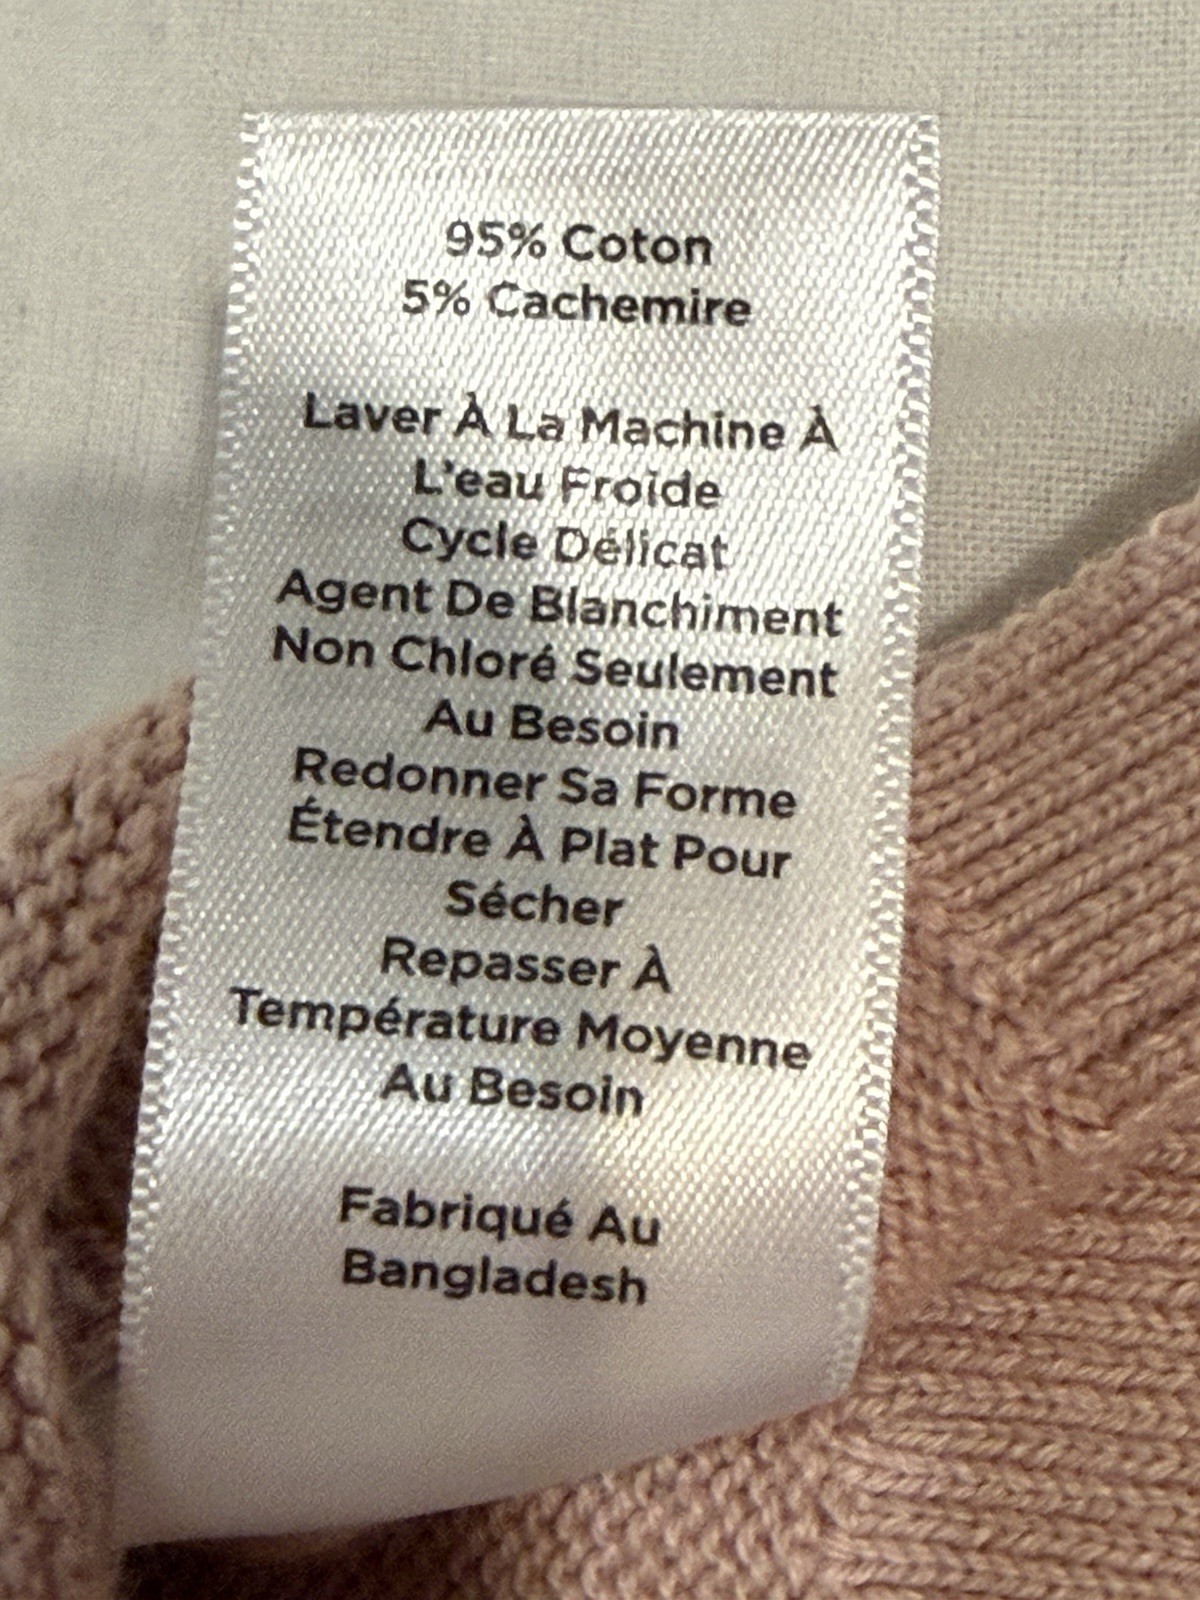 95% Coton
5% Cachemire
Laver À La Machine À
L'eau Froide
Cycle Délicat
Agent De Blanchiment
Non Chloré Seulement
Au Besoin
Redonner Sa Forme
Étendre À Plat Pour
Sécher
Repasser À
Température Moyenne
Au Besoin
Fabriqué Au
Bangladesh